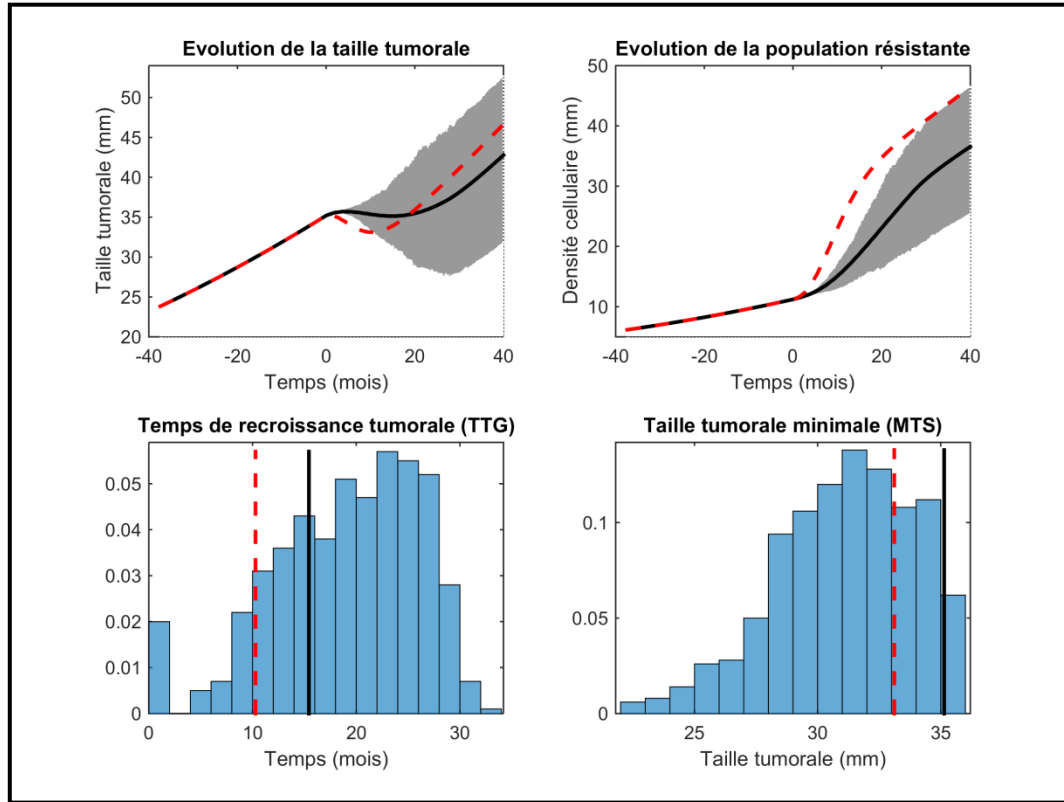 Evolution de la taille tumorale
Taille tumorale (mm)
50
45
40
35
30
25
20
-40 -20 0 20 40
Temps (mois)
Evolution de la population résistante
Densité cellulaire (mm)
50
40
30
20
10
-40 -20 0 20 40
Temps (mois)
Temps de recroissance tumorale (TTG)
0.05
0.04
0.03
0.02
0.01
0
0 10 20 30
Temps (mois)
Taille tumorale minimale (MTS)
0.1
0.05
0
25 30 35
Taille tumorale (mm)